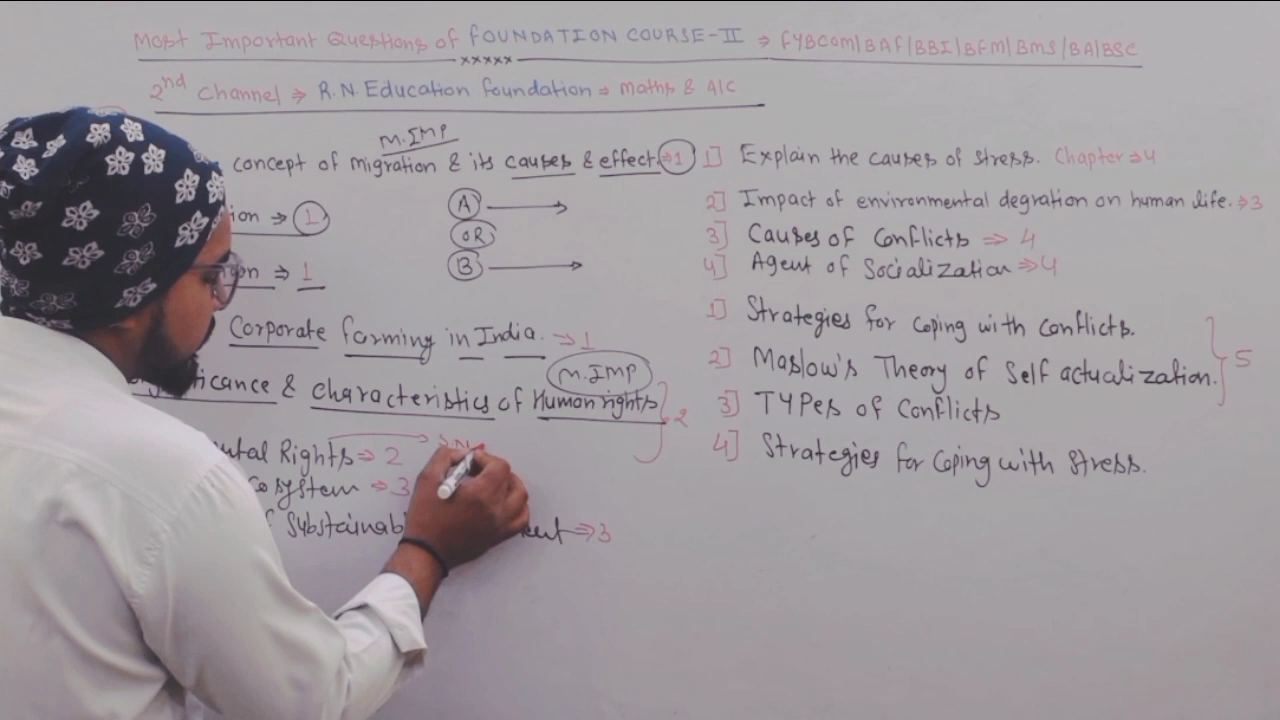 Most Important Questions of FOUNDATION COURSE-II ⇒ FYBCOM/BAF/BBI/BFM/BMS/BA/BSC
xxxxx
2nd Channel → R.N. Education foundation ⇒ maths & A/C
M.IMP
concept of migration & its causes & effect ⇒ 1
ion ⇒ 1
A →
OR
B →
⇒ 1
Corporate farming in India. ⇒ 1
M.IMP
icance & characteristics of Human rights
2
ntal Rights ⇒ 2
cosystem ⇒ 3
f Substainab
⇒ 3
1] Explain the causes of stress. Chapter ⇒ 4
2] Impact of environmental degration on human life. ⇒ 3
3] Causes of Conflicts ⇒ 4
4] Agent of Socialization ⇒ 4
1] Strategies for coping with conflicts.
2] Maslow's Theory of Self actualization.
5
3] TYPES of Conflicts
4] Strategies for coping with stress.